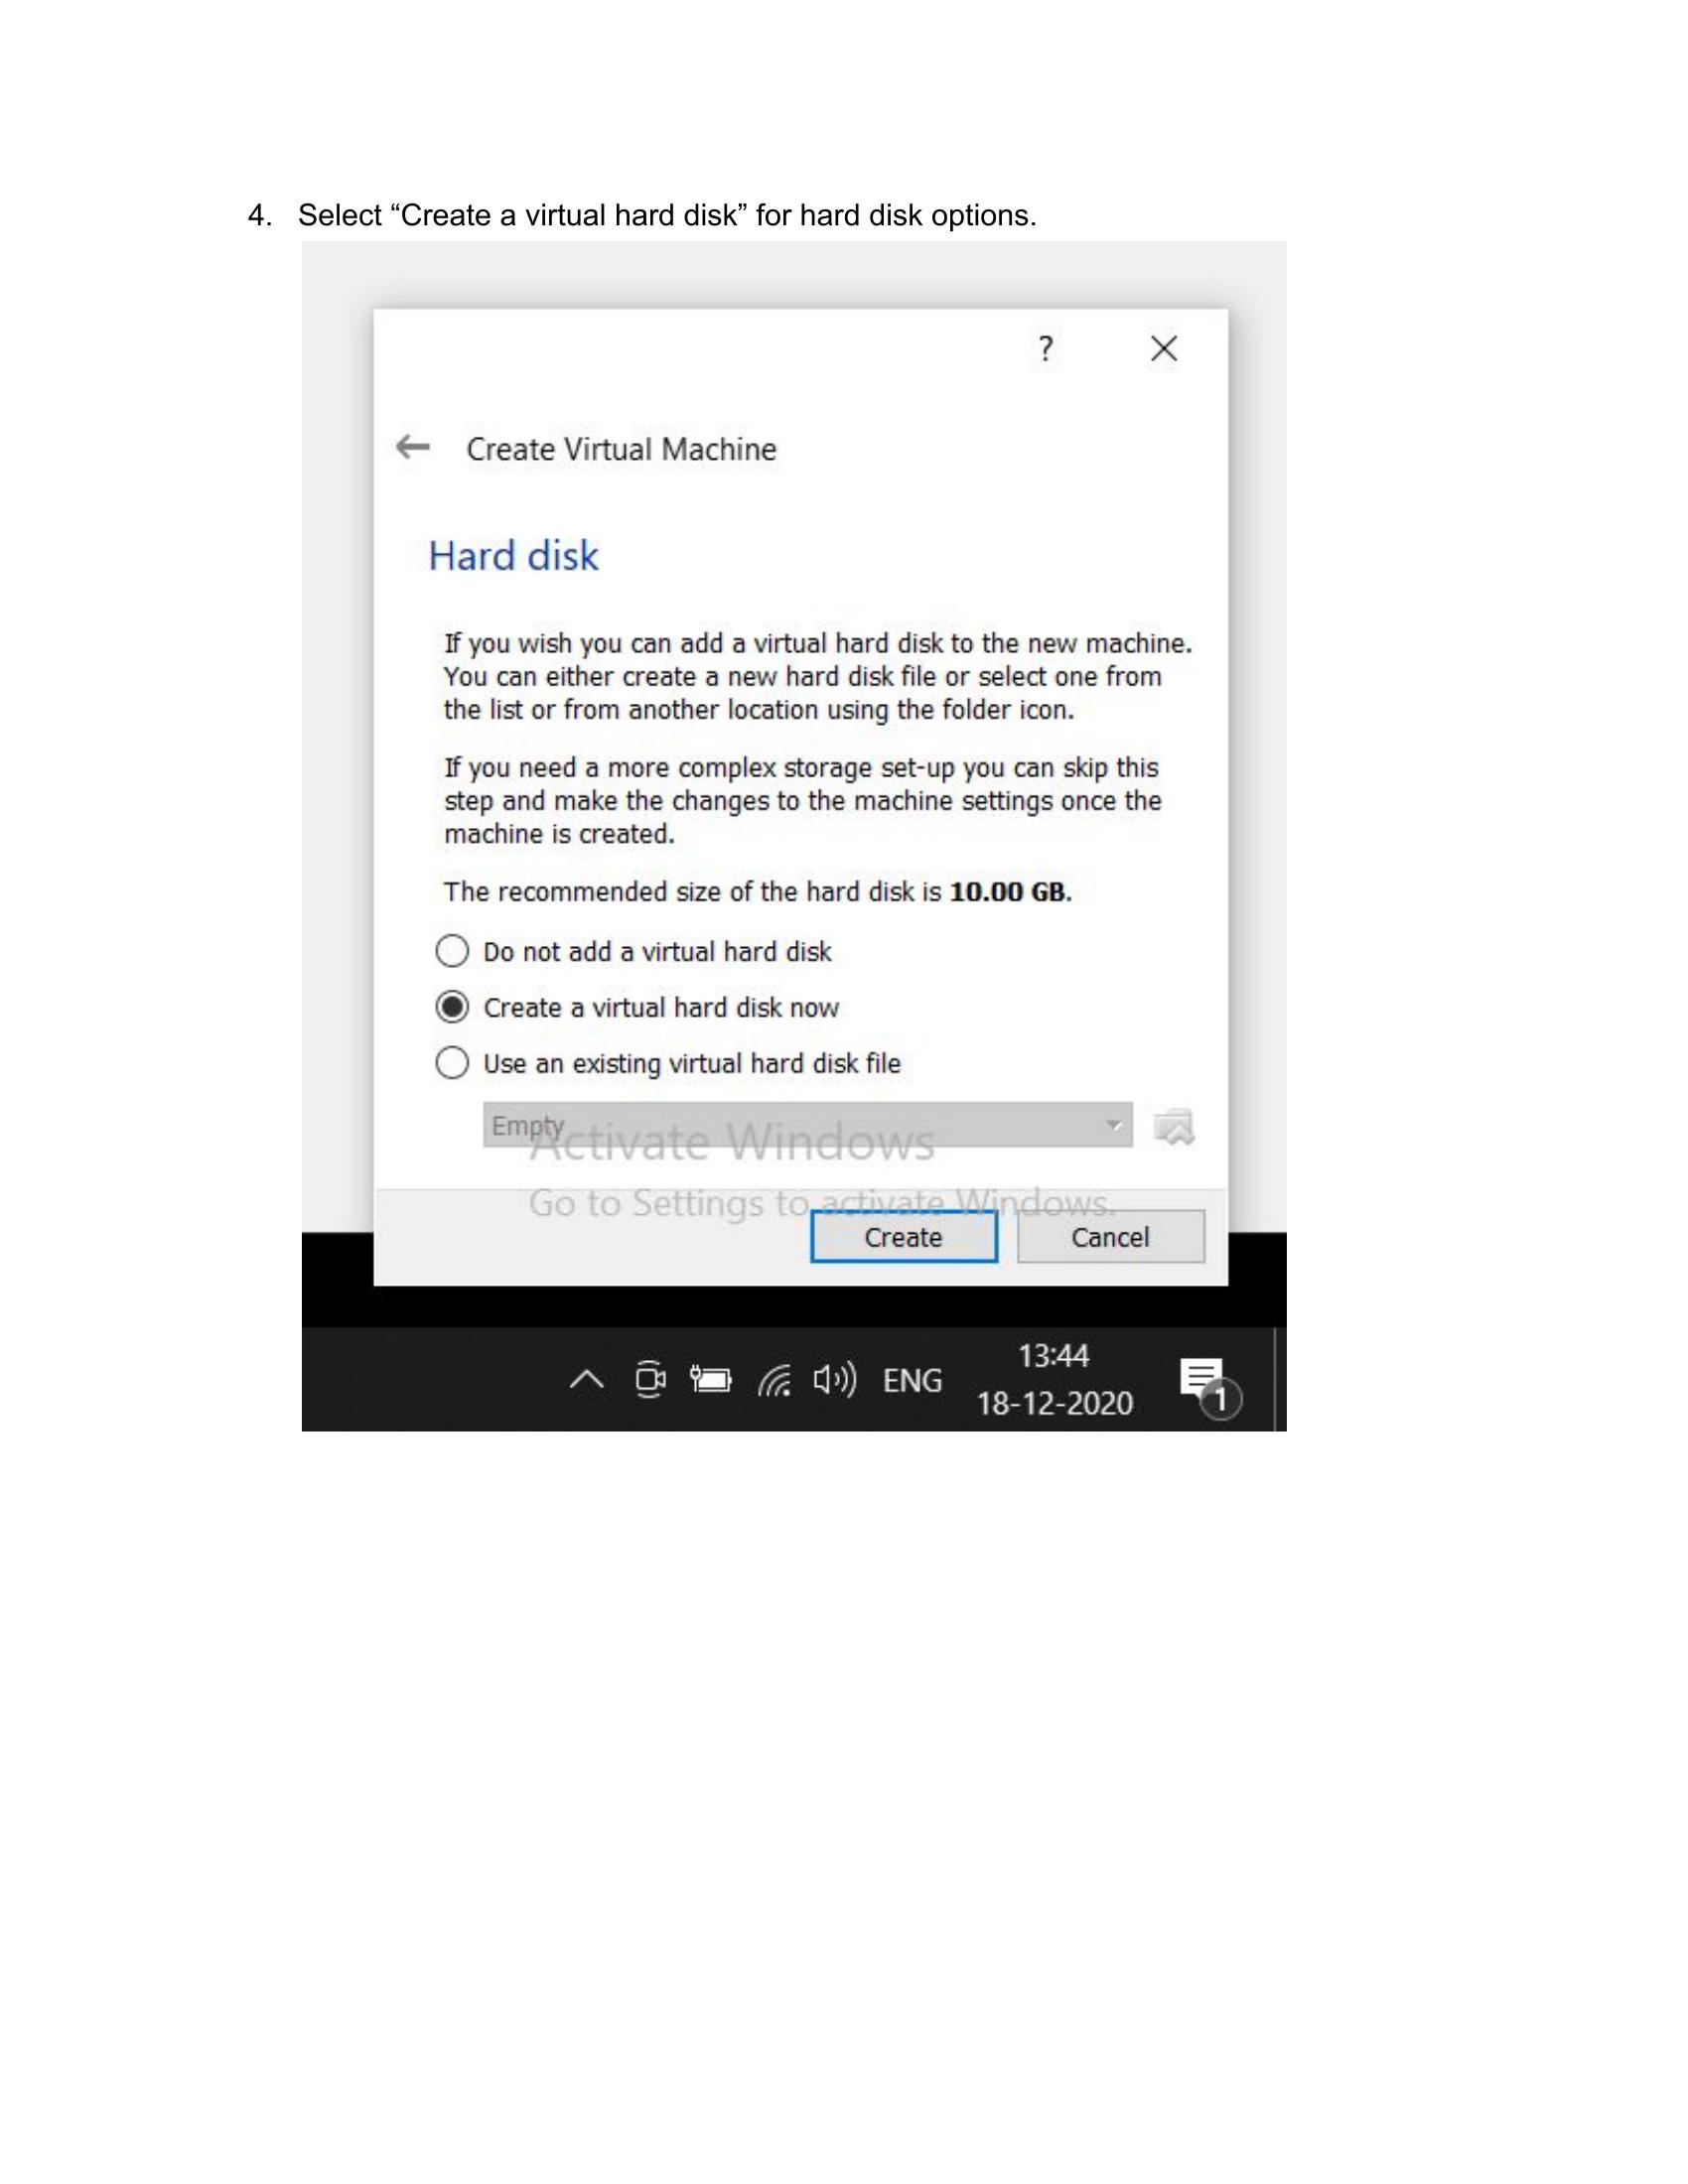 4. Select “Create a virtual hard disk” for hard disk options.
?
Create Virtual Machine
Hard disk
If you wish you can add a virtual hard disk to the new machine.
You can either create a new hard disk file or select one from
the list or from another location using the folder icon.
If you need a more complex storage set-up you can skip this
step and make the changes to the machine settings once the
machine is created.
The recommended size of the hard disk is 10.00 GB.
Do not add a virtual hard disk
Create a virtual hard disk now
Use an existing virtual hard disk file
Empty
Activate Windows
Go to Settings to activate Windows.
Create Cancel
13:44
ENG
18-12-2020
1